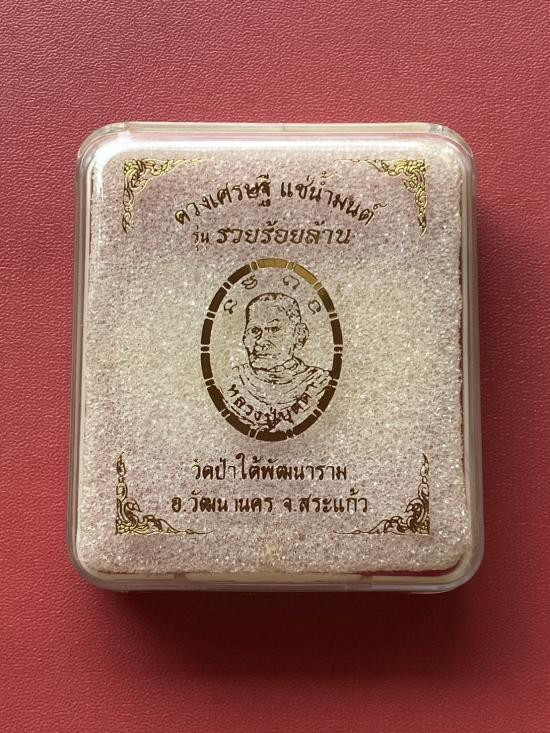 ดวงเศรษฐี แช่น้ำมนต์
รุ่น รวยร้อยล้าน
หลวงปู่บุดดา
วัดป่าใต้พัฒนาราม
อ.วัฒนานคร จ.สระแก้ว